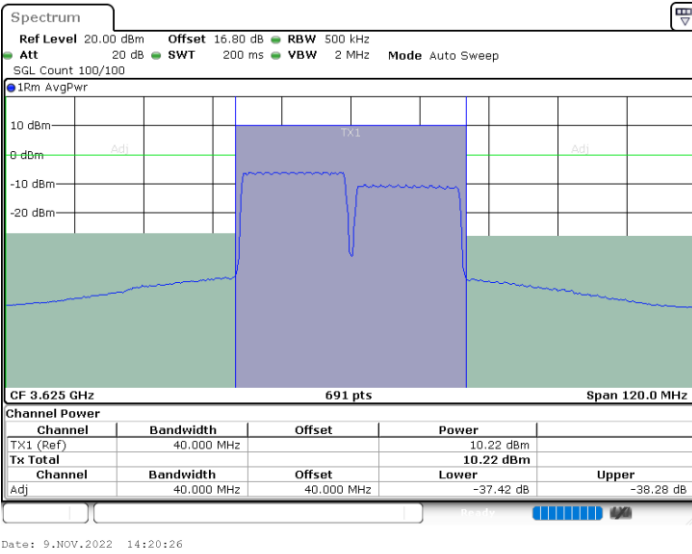 Spectrum
Ref Level 20.00 dBm Offset 16.80 dB RBW 500 kHz
Att 20 dB SWT 200 ms VBW 2 MHz Mode Auto Sweep
SGL Count 100/100
1Rm AvgPwr
10 dBm
TX1
Adj Adj
0 dBm
-10 dBm
-20 dBm
CF 3.625 GHz 691 pts Span 120.0 MHz
Channel Power
Channel Bandwidth Offset Power
TX1 (Ref) 40.000 MHz 10.22 dBm
Tx Total 10.22 dBm
Channel Bandwidth Offset Lower Upper
Adj 40.000 MHz 40.000 MHz -37.42 dB -38.28 dB
Ready
Date: 9.NOV.2022 14:20:26